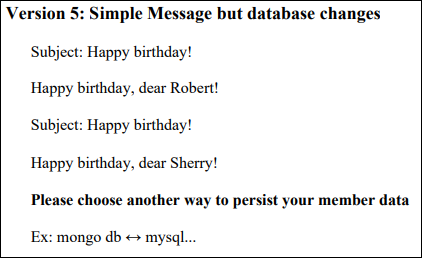 Version 5: Simple Message but database changes
Subject: Happy birthday!
Happy birthday, dear Robert!
Subject: Happy birthday!
Happy birthday, dear Sherry!
Please choose another way to persist your member data
Ex: mongo db ↔ mysql...